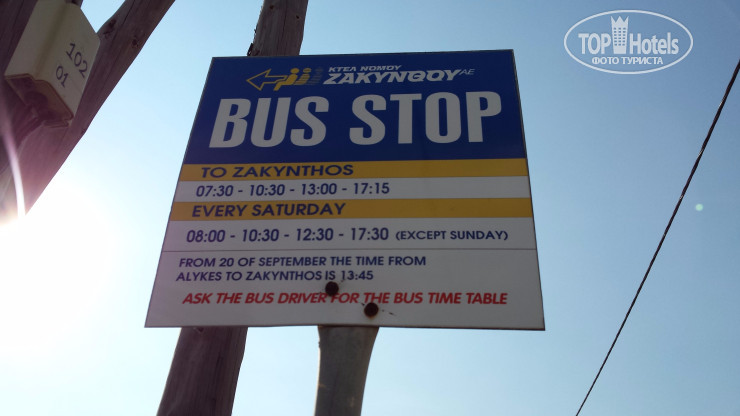 102
01
TOP Hotels
ФОТО ТУРИСТА
ΚΤΕΛ ΝΟΜΟΥ
ΖΑΚΥΝΘΟΥ ΑΕ
BUS STOP
TO ZAKYNTHOS
07:30 - 10:30 - 13:00 - 17:15
EVERY SATURDAY
08:00 - 10:30 - 12:30 - 17:30 (EXCEPT SUNDAY)
FROM 20 OF SEPTEMBER THE TIME FROM
ALYKES TO ZAKYNTHOS IS 13:45
ASK THE BUS DRIVER FOR THE BUS TIME TABLE